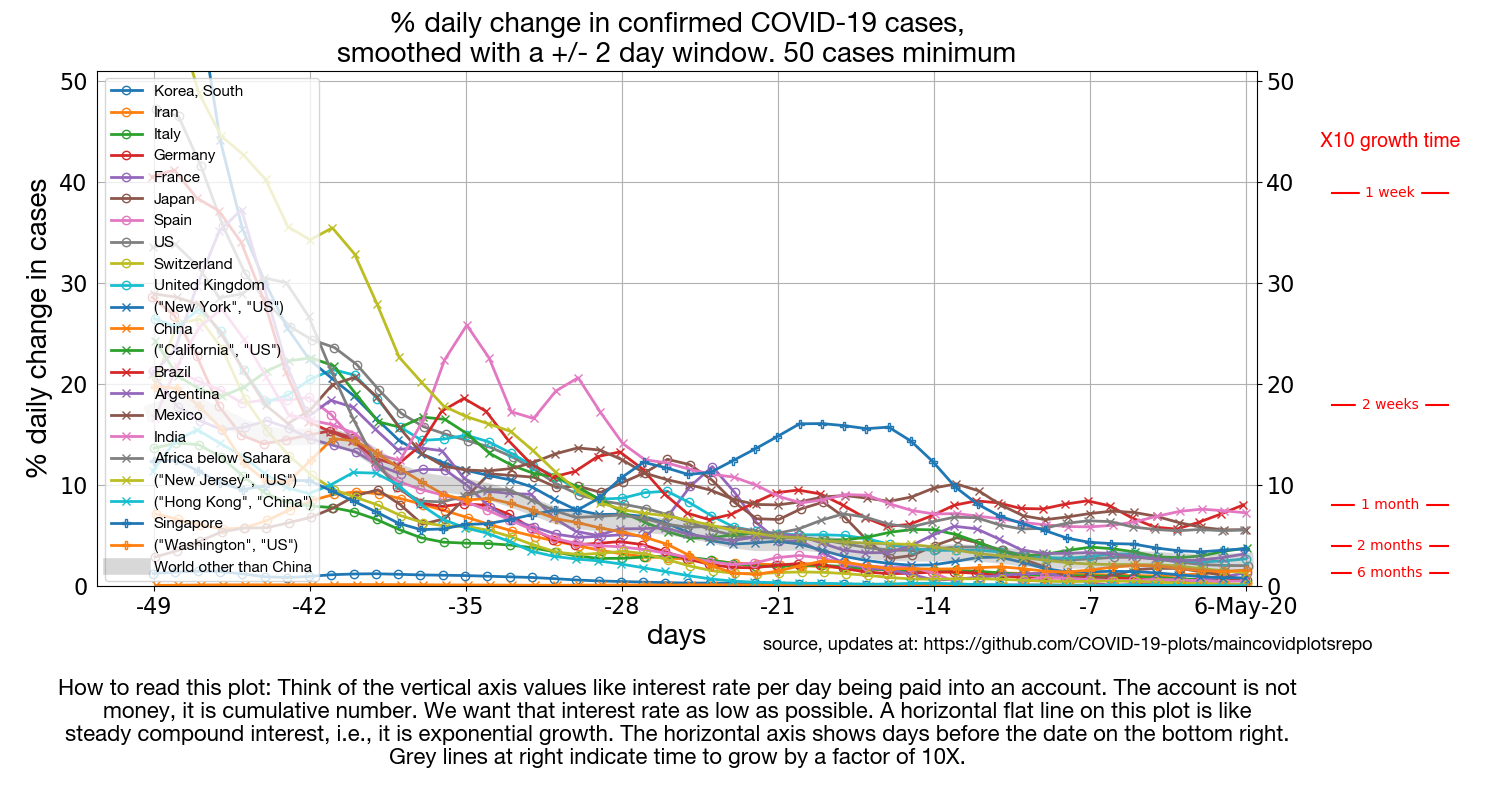 % daily change in confirmed COVID-19 cases,
smoothed with a +/- 2 day window. 50 cases minimum
% daily change in cases
50
40
30
20
10
0
Korea, South
Iran
Italy
Germany
France
Japan
Spain
US
Switzerland
United Kingdom
("New York", "US")
China
("California", "US")
Brazil
Argentina
Mexico
India
Africa below Sahara
("New Jersey", "US")
("Hong Kong", "China")
Singapore
("Washington", "US")
World other than China
50
40
30
20
10
0
X10 growth time
1 week
2 weeks
1 month
2 months
6 months
-49 -42 -35 -28 -21 -14 -7 6-May-20
days
source, updates at: https://github.com/COVID-19-plots/maincovidplotsrepo
How to read this plot: Think of the vertical axis values like interest rate per day being paid into an account. The account is not
money, it is cumulative number. We want that interest rate as low as possible. A horizontal flat line on this plot is like
steady compound interest, i.e., it is exponential growth. The horizontal axis shows days before the date on the bottom right.
Grey lines at right indicate time to grow by a factor of 10X.